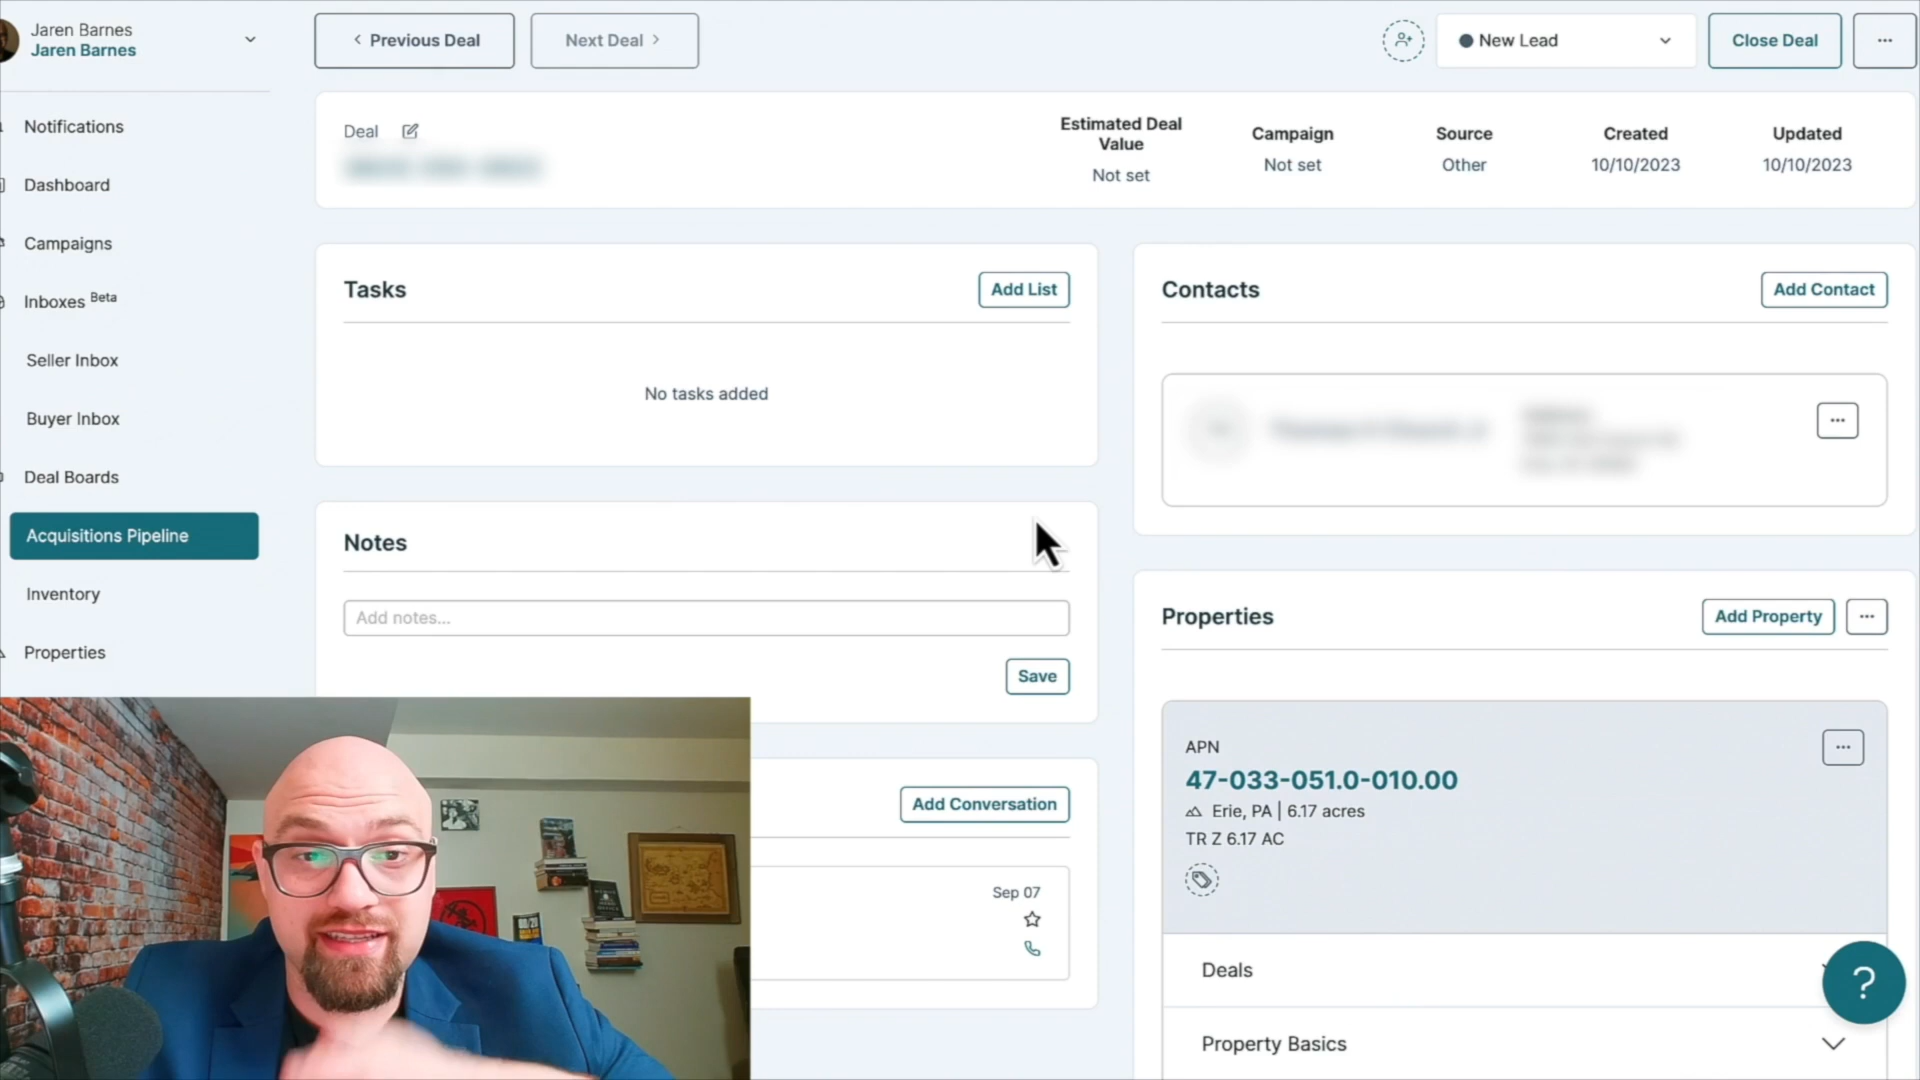 Jaren Barnes
Jaren Barnes
Previous Deal
Next Deal
New Lead
Close Deal
...
Notifications
Dashboard
Campaigns
Inboxes Beta
Seller Inbox
Buyer Inbox
Deal Boards
Acquisitions Pipeline
Inventory
Properties
Deal
Estimated Deal
Value
Not set
Campaign
Not set
Source
Other
Created
10/10/2023
Updated
10/10/2023
Tasks
Add List
No tasks added
Notes
Add notes...
Save
Add Conversation
Sep 07
Contacts
Add Contact
...
Properties
Add Property
...
APN
...
47-033-051.0-010.00
Erie, PA | 6.17 acres
TR Z 6.17 AC
Deals
Property Basics
?